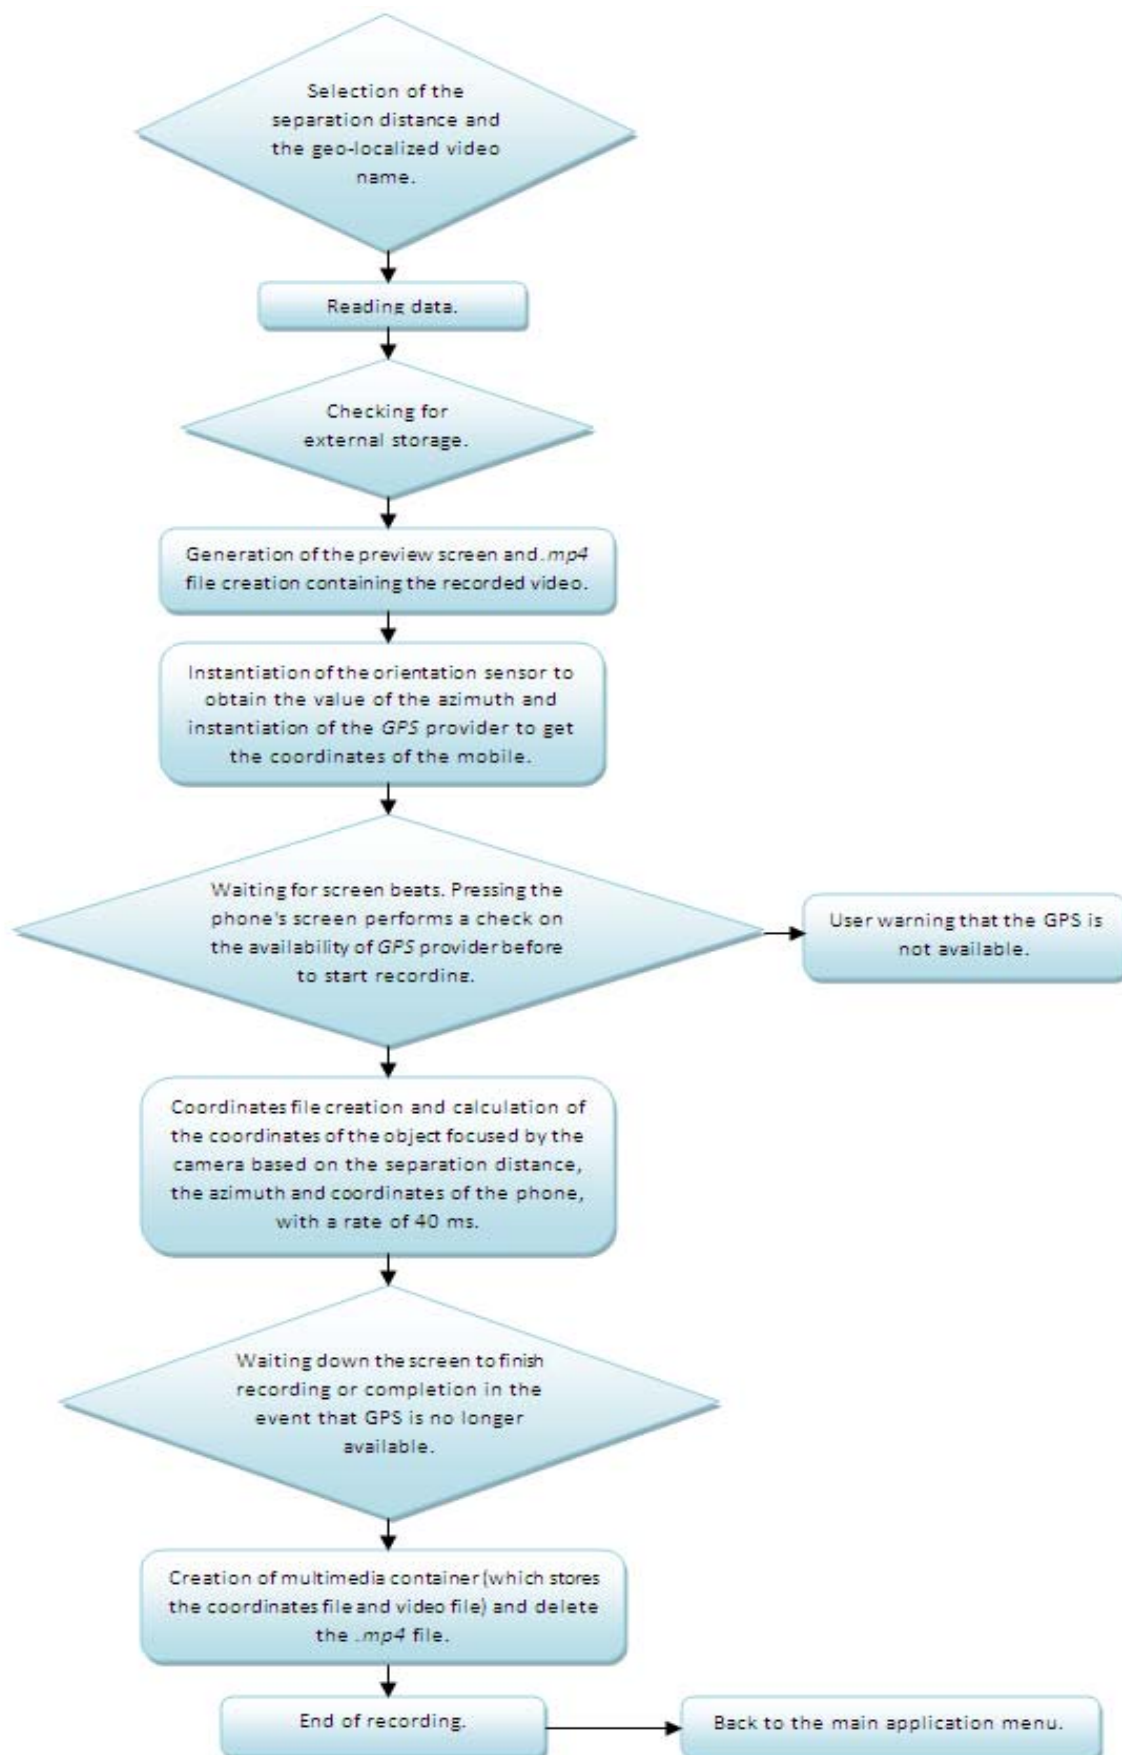 Selection of the
separation distance and
the geo-localized video
name.
Reading data.
Checking for
external storage.
Generation of the preview screen and .mp4
file creation containing the recorded video.
Instantiation of the orientation sensor to
obtain the value of the azimuth and
instantiation of the GPS provider to get
the coordinates of the mobile.
Waiting for screen beats. Pressing the
phone's screen performs a check on
the availability of GPS provider before
to start recording.
User warning that the GPS is
not available.
Coordinates file creation and calculation of
the coordinates of the object focused by the
camera based on the separation distance,
the azimuth and coordinates of the phone,
with a rate of 40 ms.
Waiting down the screen to finish
recording or completion in the
event that GPS is no longer
available.
Creation of multimedia container (which stores
the coordinates file and video file) and delete
the .mp4 file.
End of recording.
Back to the main application menu.